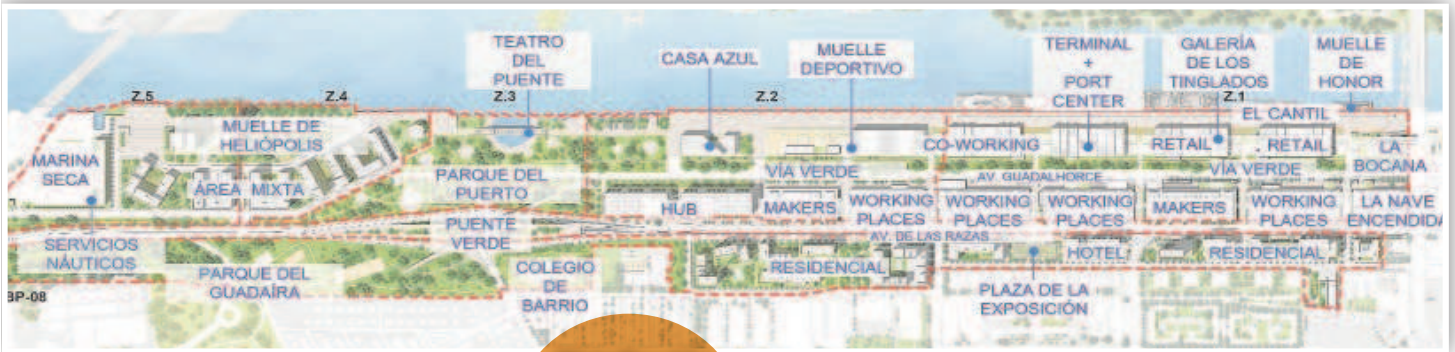 TEATRO
DEL
PUENTE
CASA AZUL
MUELLE
DEPORTIVO
TERMINAL
+
PORT
CENTER
GALERÍA
DE LOS
TINGLADOS
MUELLE
DE
HONOR
Z.5
Z.4
Z.3
Z.2
Z.1
EL CANTIL
MUELLE DE
HELIÓPOLIS
MARINA
SECA
ÁREA
MIXTA
PARQUE DEL
PUERTO
VÍA VERDE
CO-WORKING
RETAIL
RETAIL
LA
BOCANA
AV. GUADALHORCE
VÍA VERDE
HUB
MAKERS
WORKING
PLACES
WORKING
PLACES
WORKING
PLACES
MAKERS
WORKING
PLACES
LA NAVE
ENCENDIDA
PUENTE
VERDE
AV. DE LAS RAZAS
SERVICIOS
NÁUTICOS
PARQUE DEL
GUADAÍRA
COLEGIO
DE
BARRIO
RESIDENCIAL
HOTEL
RESIDENCIAL
PLAZA DE LA
EXPOSICIÓN
BP-08